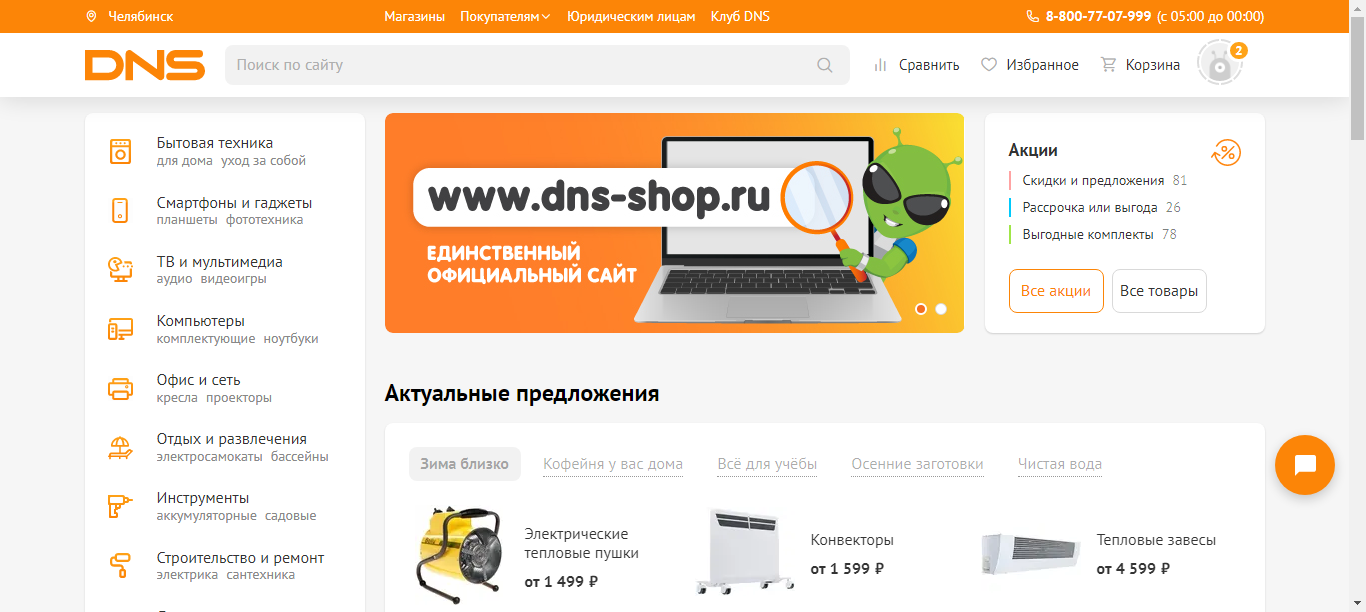 Челябинск
Магазины Покупателям Юридическим лицам Клуб DNS
8-800-77-07-999 (с 05:00 до 00:00)
DNS
Поиск по сайту
Сравнить
Избранное
Корзина
2
Бытовая техника
для дома уход за собой
Смартфоны и гаджеты
планшеты фототехника
ТВ и мультимедиа
аудио видеоигры
Компьютеры
комплектующие ноутбуки
Офис и сеть
кресла проекторы
Отдых и развлечения
электросамокаты бассейны
Инструменты
аккумуляторные садовые
Строительство и ремонт
электрика сантехника
www.dns-shop.ru
ЕДИНСТВЕННЫЙ
ОФИЦИАЛЬНЫЙ САЙТ
Акции
Скидки и предложения 81
Рассрочка или выгода 26
Выгодные комплекты 78
Все акции
Все товары
Актуальные предложения
Зима близко
Кофейня у вас дома
Всё для учёбы
Осенние заготовки
Чистая вода
Электрические
тепловые пушки
от 1 499 ₽
Конвекторы
от 1 599 ₽
Тепловые завесы
от 4 599 ₽